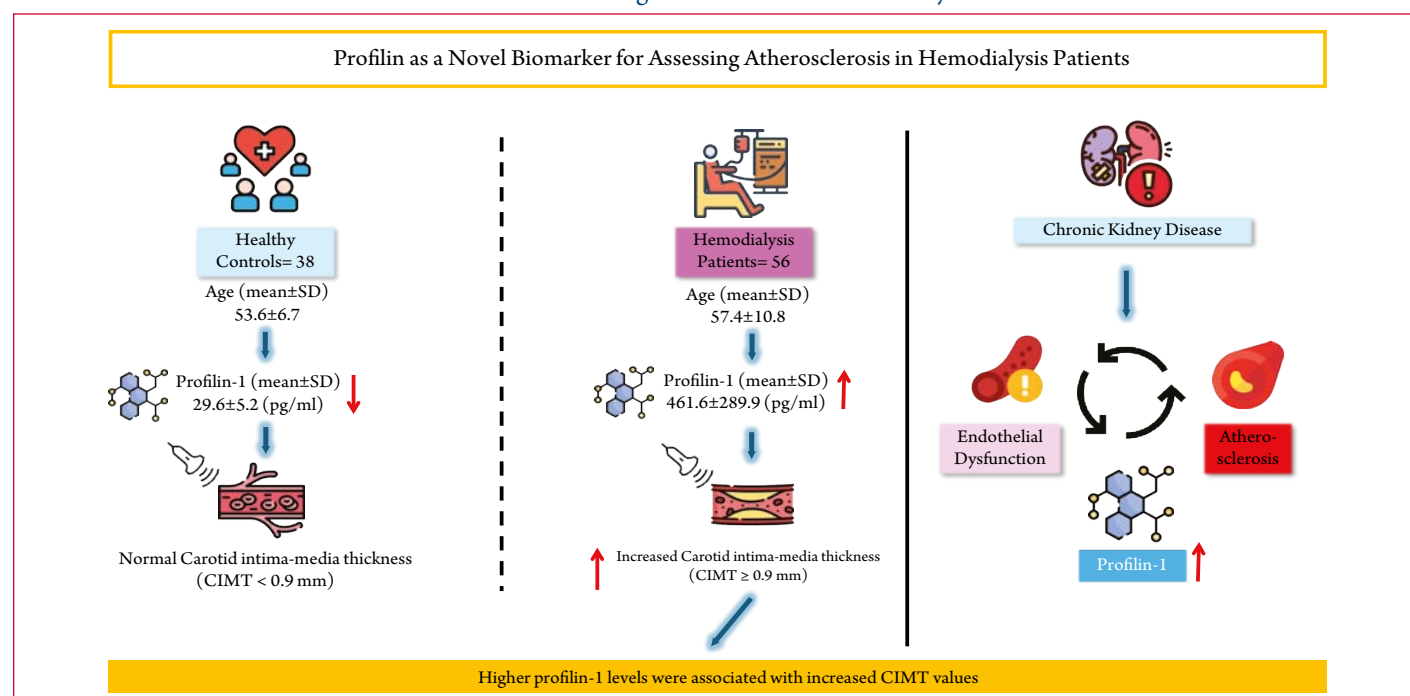 Profilin as a Novel Biomarker for Assessing Atherosclerosis in Hemodialysis Patients
Healthy
Controls= 38
Age (mean±SD)
53.6±6.7
Profilin-1 (mean±SD)
29.6±5.2 (pg/ml)
Normal Carotid intima-media thickness
(CIMT < 0.9 mm)
Hemodialysis
Patients= 56
Age (mean±SD)
57.4±10.8
Profilin-1 (mean±SD)
461.6±289.9 (pg/ml)
Increased Carotid intima-media thickness
(CIMT ≥ 0.9 mm)
Chronic Kidney Disease
Endothelial
Dysfunction
Athero-
sclerosis
Profilin-1
Higher profilin-1 levels were associated with increased CIMT values